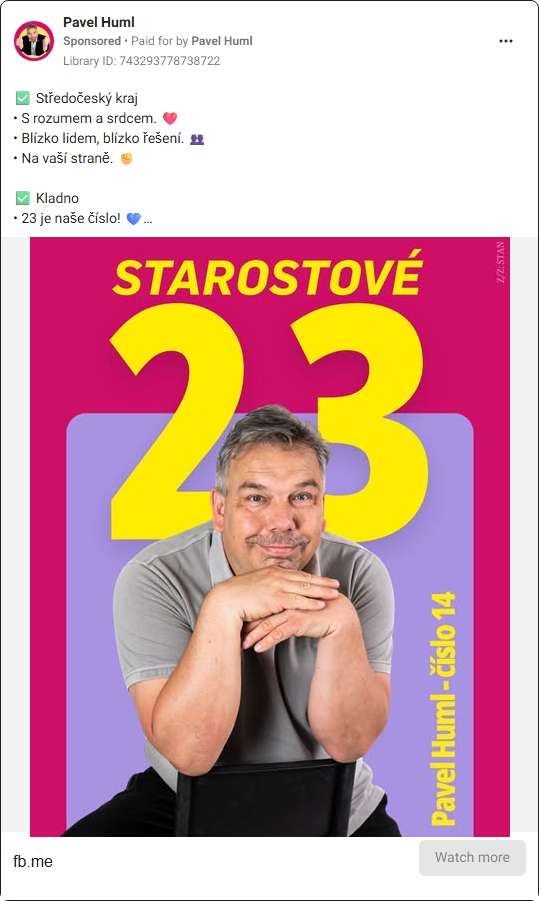 Pavel Huml
Sponsored • Paid for by Pavel Huml
Library ID: 743293778738722
✅ Středočeský kraj
• S rozumem a srdcem. 💖
• Blízko lidem, blízko řešení. 👥
• Na vaší straně. ✊
✅ Kladno
• 23 je naše číslo! 💙...
Z/Z: STAN
STAROSTOVÉ
23
Pavel Huml - číslo 14
fb.me
Watch more